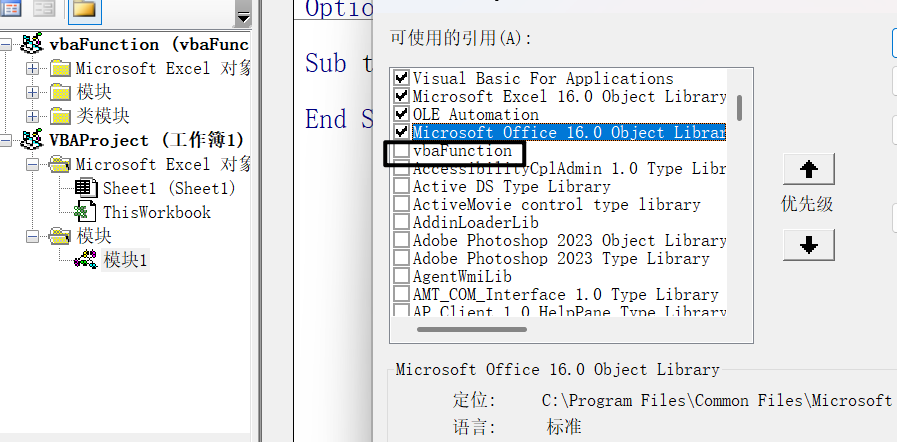 vbaFunction (vbaFunc
Microsoft Excel 对象
模块
类模块
VBAProject (工作簿1)
Microsoft Excel 对象
Sheet1 (Sheet1)
ThisWorkbook
模块
模块1
Optio
Sub t
End S
可使用的引用(A):
Visual Basic For Applications
Microsoft Excel 16.0 Object Library
OLE Automation
Microsoft Office 16.0 Object Librar
vbaFunction
AccessibilityCplAdmin 1.0 Type Libr
Active DS Type Library
ActiveMovie control type library
AddinLoaderLib
Adobe Photoshop 2023 Object Library
Adobe Photoshop 2023 Type Library
AgentWmiLib
AMT_COM_Interface 1.0 Type Library
AP Client 1.0 HelpPane Type Library
优先级
Microsoft Office 16.0 Object Library
定位: C:\Program Files\Common Files\Microsoft
语言: 标准